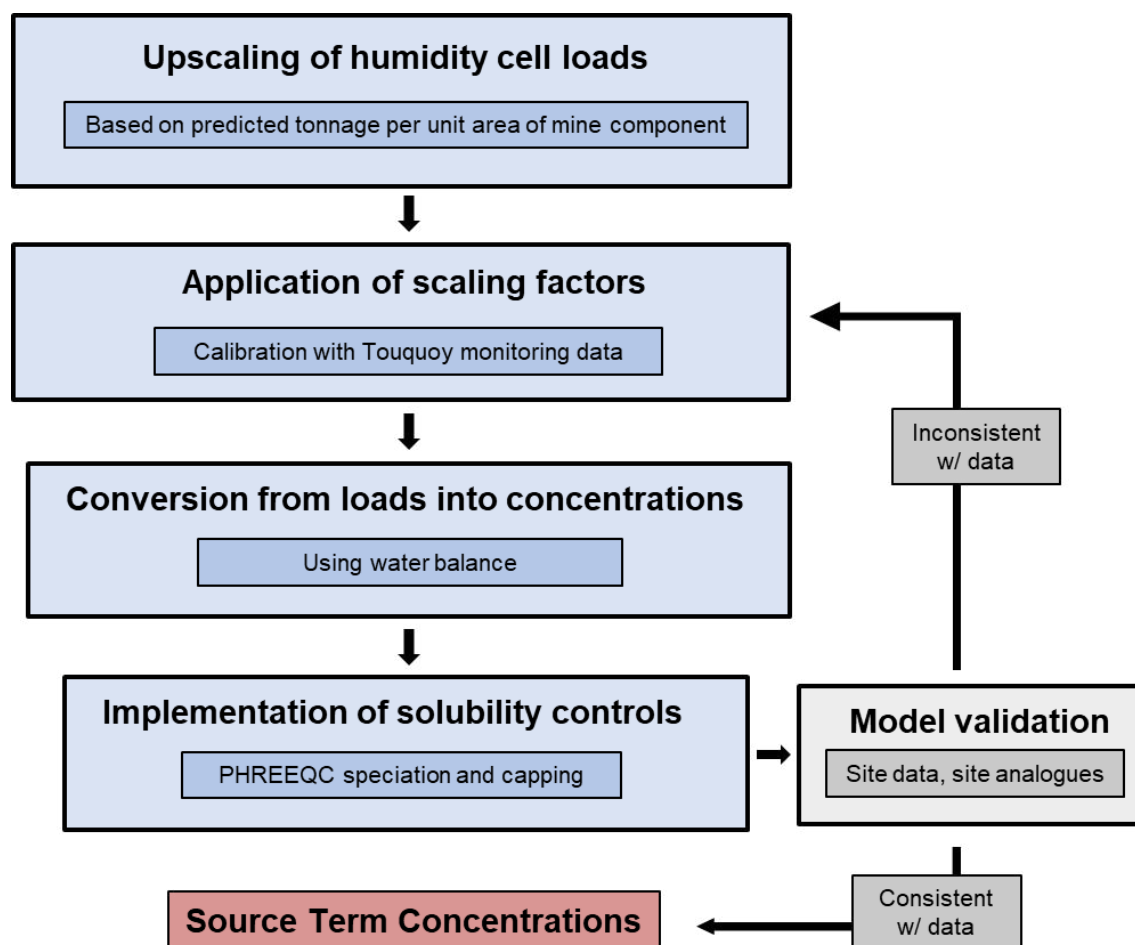 Upscaling of humidity cell loads
Based on predicted tonnage per unit area of mine component
Application of scaling factors
Calibration with Touquoy monitoring data
Inconsistent
w/ data
Conversion from loads into concentrations
Using water balance
Implementation of solubility controls
PHREEQC speciation and capping
Model validation
Site data, site analogues
Consistent
w/ data
Source Term Concentrations